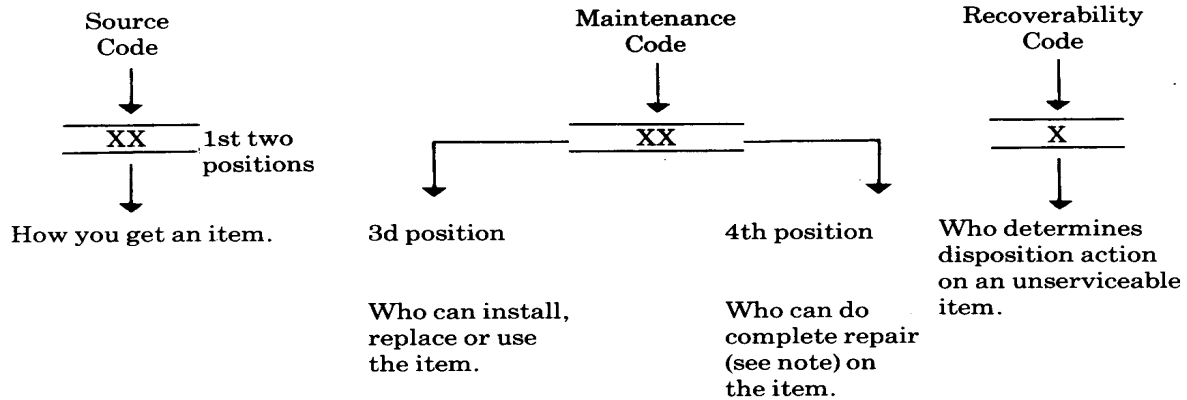 Source
Code
XX
1st two
positions
How you get an item.
Maintenance
Code
XX
3d position
Who can install,
replace or use
the item.
4th position
Who can do
complete repair
(see note) on
the item.
Recoverability
Code
X
Who determines
disposition action
on an unserviceable
item.